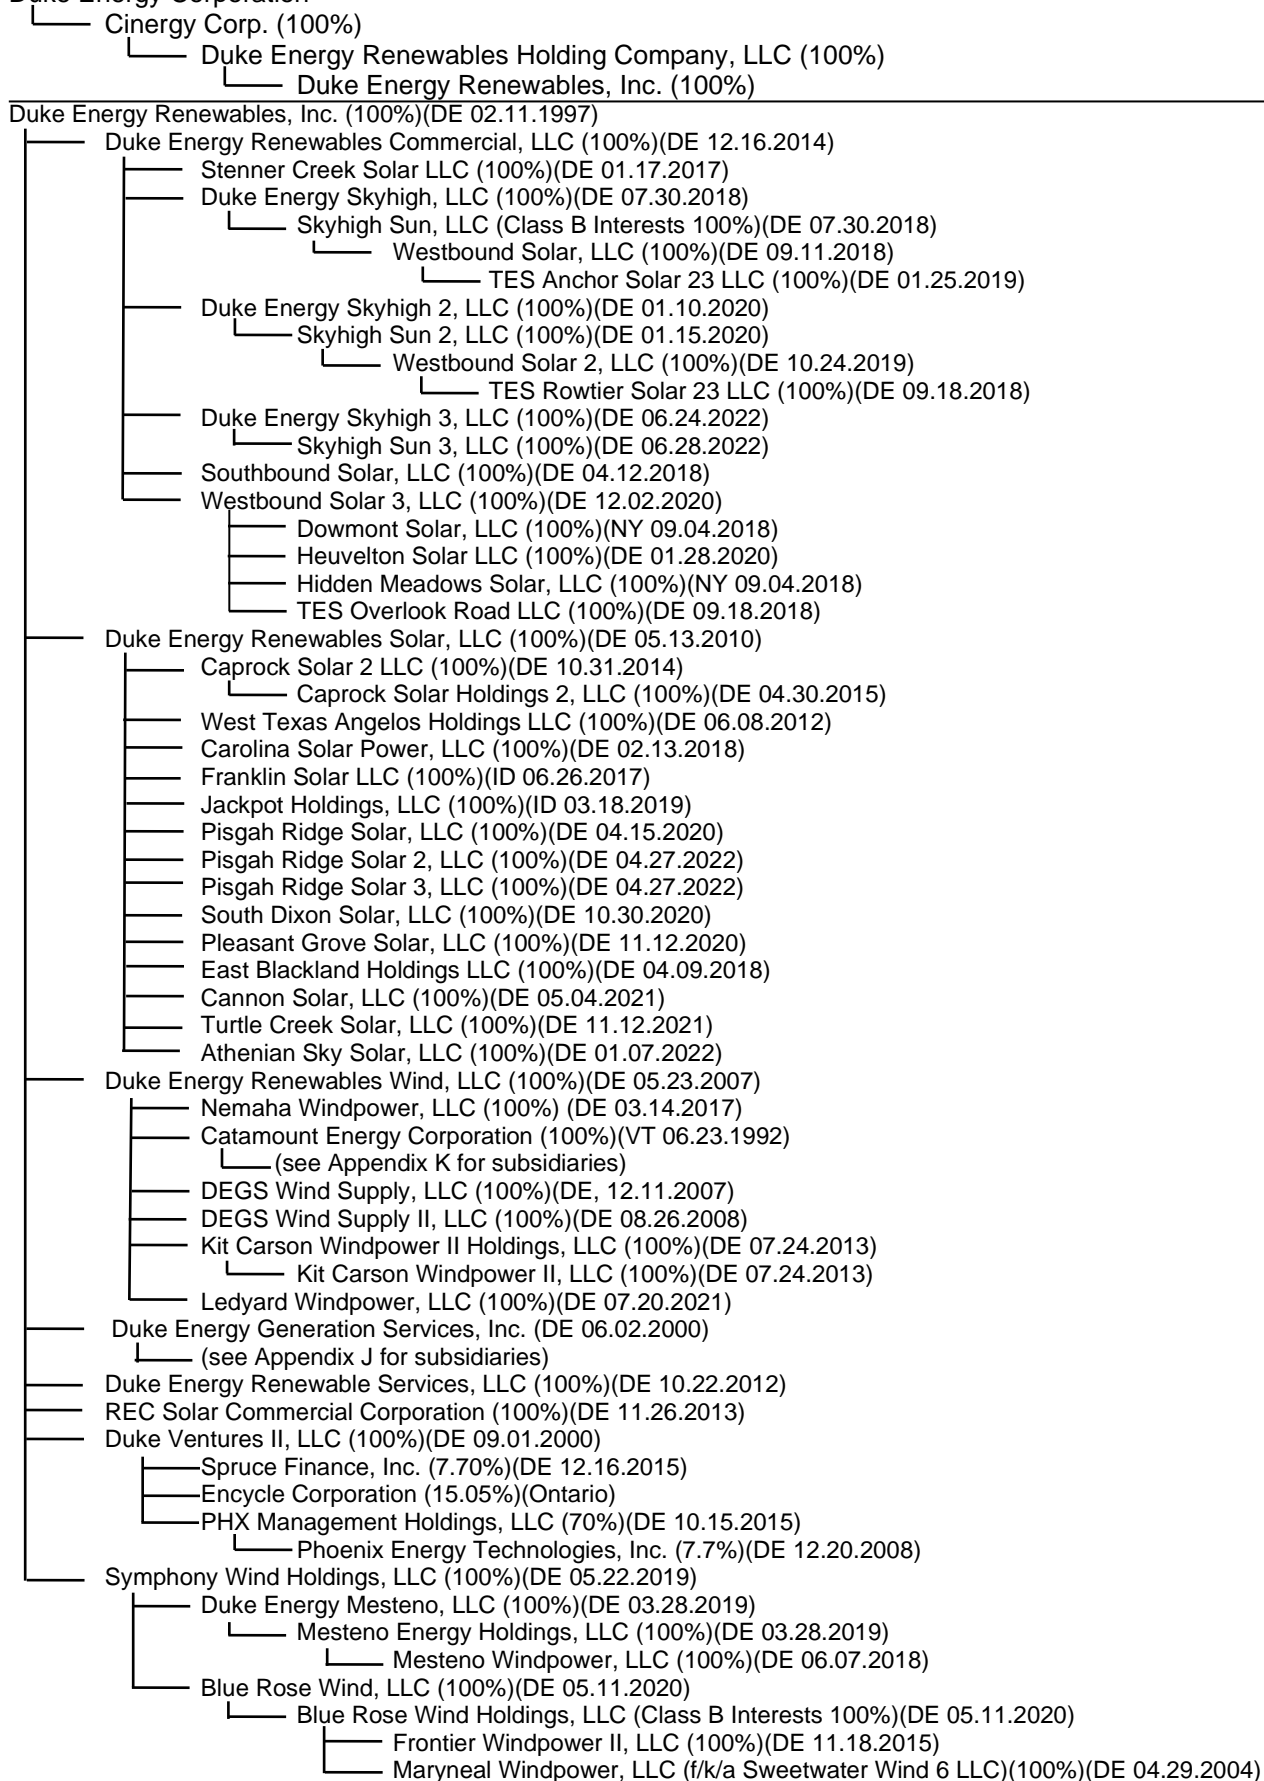 Duke Energy Corporation
Cinergy Corp. (100%)
Duke Energy Renewables Holding Company, LLC (100%)
Duke Energy Renewables, Inc. (100%)
Duke Energy Renewables, Inc. (100%)(DE 02.11.1997)
Duke Energy Renewables Commercial, LLC (100%)(DE 12.16.2014)
Stenner Creek Solar LLC (100%)(DE 01.17.2017)
Duke Energy Skyhigh, LLC (100%)(DE 07.30.2018)
Skyhigh Sun, LLC (Class B Interests 100%)(DE 07.30.2018)
Westbound Solar, LLC (100%)(DE 09.11.2018)
TES Anchor Solar 23 LLC (100%)(DE 01.25.2019)
Duke Energy Skyhigh 2, LLC (100%)(DE 01.10.2020)
Skyhigh Sun 2, LLC (100%)(DE 01.15.2020)
Westbound Solar 2, LLC (100%)(DE 10.24.2019)
TES Rowtier Solar 23 LLC (100%)(DE 09.18.2018)
Duke Energy Skyhigh 3, LLC (100%)(DE 06.24.2022)
Skyhigh Sun 3, LLC (100%)(DE 06.28.2022)
Southbound Solar, LLC (100%)(DE 04.12.2018)
Westbound Solar 3, LLC (100%)(DE 12.02.2020)
Dowmont Solar, LLC (100%)(NY 09.04.2018)
Heuvelton Solar LLC (100%)(DE 01.28.2020)
Hidden Meadows Solar, LLC (100%)(NY 09.04.2018)
TES Overlook Road LLC (100%)(DE 09.18.2018)
Duke Energy Renewables Solar, LLC (100%)(DE 05.13.2010)
Caprock Solar 2 LLC (100%)(DE 10.31.2014)
Caprock Solar Holdings 2, LLC (100%)(DE 04.30.2015)
West Texas Angelos Holdings LLC (100%)(DE 06.08.2012)
Carolina Solar Power, LLC (100%)(DE 02.13.2018)
Franklin Solar LLC (100%)(ID 06.26.2017)
Jackpot Holdings, LLC (100%)(ID 03.18.2019)
Pisgah Ridge Solar, LLC (100%)(DE 04.15.2020)
Pisgah Ridge Solar 2, LLC (100%)(DE 04.27.2022)
Pisgah Ridge Solar 3, LLC (100%)(DE 04.27.2022)
South Dixon Solar, LLC (100%)(DE 10.30.2020)
Pleasant Grove Solar, LLC (100%)(DE 11.12.2020)
East Blackland Holdings LLC (100%)(DE 04.09.2018)
Cannon Solar, LLC (100%)(DE 05.04.2021)
Turtle Creek Solar, LLC (100%)(DE 11.12.2021)
Athenian Sky Solar, LLC (100%)(DE 01.07.2022)
Duke Energy Renewables Wind, LLC (100%)(DE 05.23.2007)
Nemaha Windpower, LLC (100%) (DE 03.14.2017)
Catamount Energy Corporation (100%)(VT 06.23.1992)
(see Appendix K for subsidiaries)
DEGS Wind Supply, LLC (100%)(DE, 12.11.2007)
DEGS Wind Supply II, LLC (100%)(DE 08.26.2008)
Kit Carson Windpower II Holdings, LLC (100%)(DE 07.24.2013)
Kit Carson Windpower II, LLC (100%)(DE 07.24.2013)
Ledyard Windpower, LLC (100%)(DE 07.20.2021)
Duke Energy Generation Services, Inc. (DE 06.02.2000)
(see Appendix J for subsidiaries)
Duke Energy Renewable Services, LLC (100%)(DE 10.22.2012)
REC Solar Commercial Corporation (100%)(DE 11.26.2013)
Duke Ventures II, LLC (100%)(DE 09.01.2000)
Spruce Finance, Inc. (7.70%)(DE 12.16.2015)
Encycle Corporation (15.05%)(Ontario)
PHX Management Holdings, LLC (70%)(DE 10.15.2015)
Phoenix Energy Technologies, Inc. (7.7%)(DE 12.20.2008)
Symphony Wind Holdings, LLC (100%)(DE 05.22.2019)
Duke Energy Mesteno, LLC (100%)(DE 03.28.2019)
Mesteno Energy Holdings, LLC (100%)(DE 03.28.2019)
Mesteno Windpower, LLC (100%)(DE 06.07.2018)
Blue Rose Wind, LLC (100%)(DE 05.11.2020)
Blue Rose Wind Holdings, LLC (Class B Interests 100%)(DE 05.11.2020)
Frontier Windpower II, LLC (100%)(DE 11.18.2015)
Maryneal Windpower, LLC (f/k/a Sweetwater Wind 6 LLC)(100%)(DE 04.29.2004)